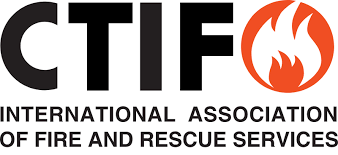 CTIF
INTERNATIONAL ASSOCIATION
OF FIRE AND RESCUE SERVICES